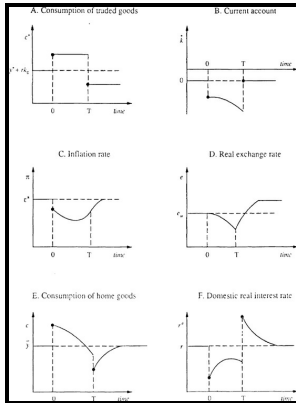 A. Consumption of traded goods
B. Current account
c*
k̇
0
T
time
0
0
T
time
C. Inflation rate
D. Real exchange rate
π
e
0
T
time
0
T
time
E. Consumption of home goods
F. Domestic real interest rate
c
r
0
T
time
0
T
time